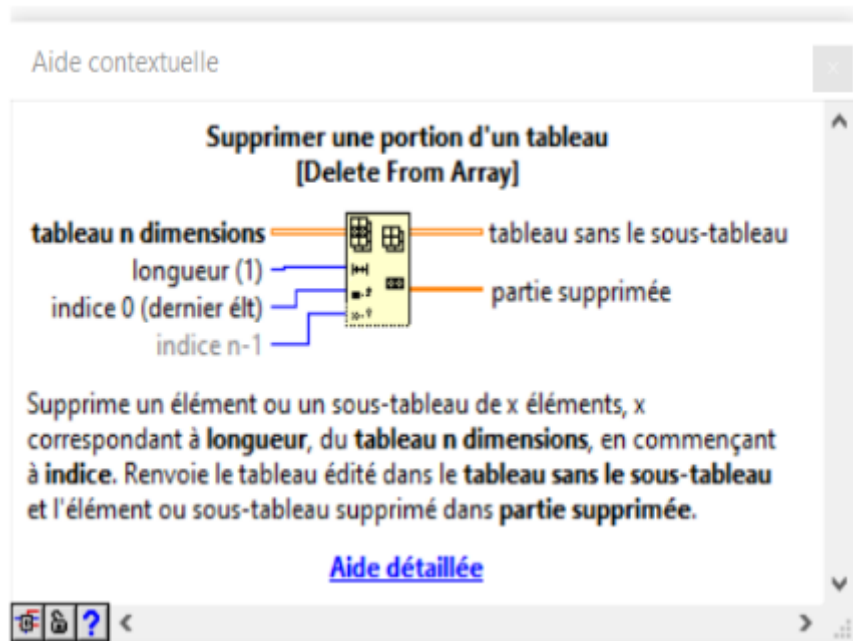 Aide contextuelle
Supprimer une portion d'un tableau
[Delete From Array]
tableau n dimensions
tableau sans le sous-tableau
longueur (1)
partie supprimée
indice 0 (dernier élt)
indice n-1
Supprime un élément ou un sous-tableau de x éléments, x
correspondant à longueur, du tableau n dimensions, en commençant
à indice. Renvoie le tableau édité dans le tableau sans le sous-tableau
et l'élément ou sous-tableau supprimé dans partie supprimée.
Aide détaillée